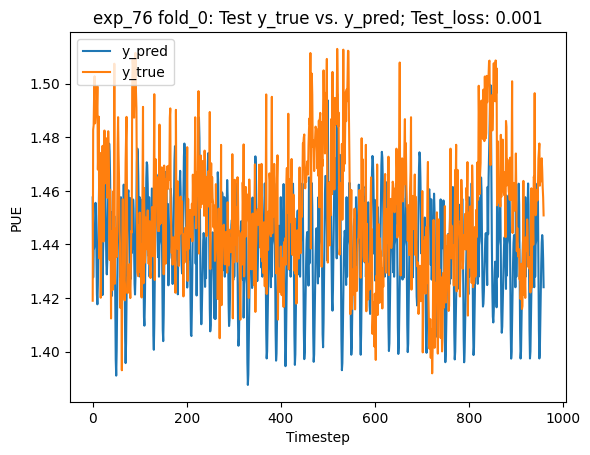 exp_76 fold_0: Test y_true vs. y_pred; Test_loss: 0.001
y_pred
y_true
1.50
1.48
1.46
1.44
1.42
1.40
PUE
0
200
400
600
800
1000
Timestep